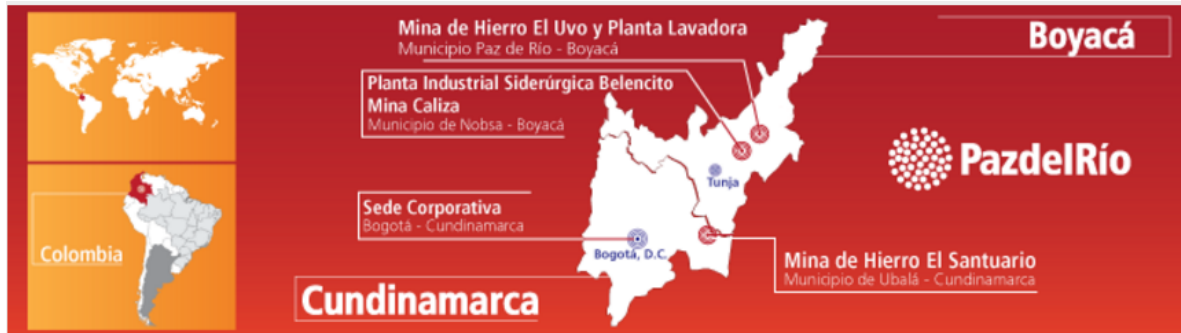 Mina de Hierro El Uvo y Planta Lavadora
Municipio Paz de Río - Boyacá
Boyacá
Planta Industrial Siderúrgica Belencito
Mina Caliza
Municipio de Nobsa - Boyacá
PazdelRío
Tunja
Sede Corporativa
Bogotá - Cundinamarca
Colombia
Bogotá, D.C.
Mina de Hierro El Santuario
Municipio de Ubalá - Cundinamarca
Cundinamarca